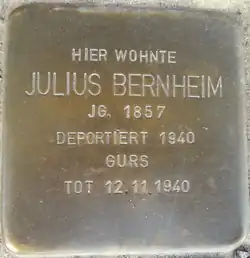 HIER WOHNTE
JULIUS BERNHEIM
JG. 1857
DEPORTIERT 1940
GURS
TOT 12.11.1940